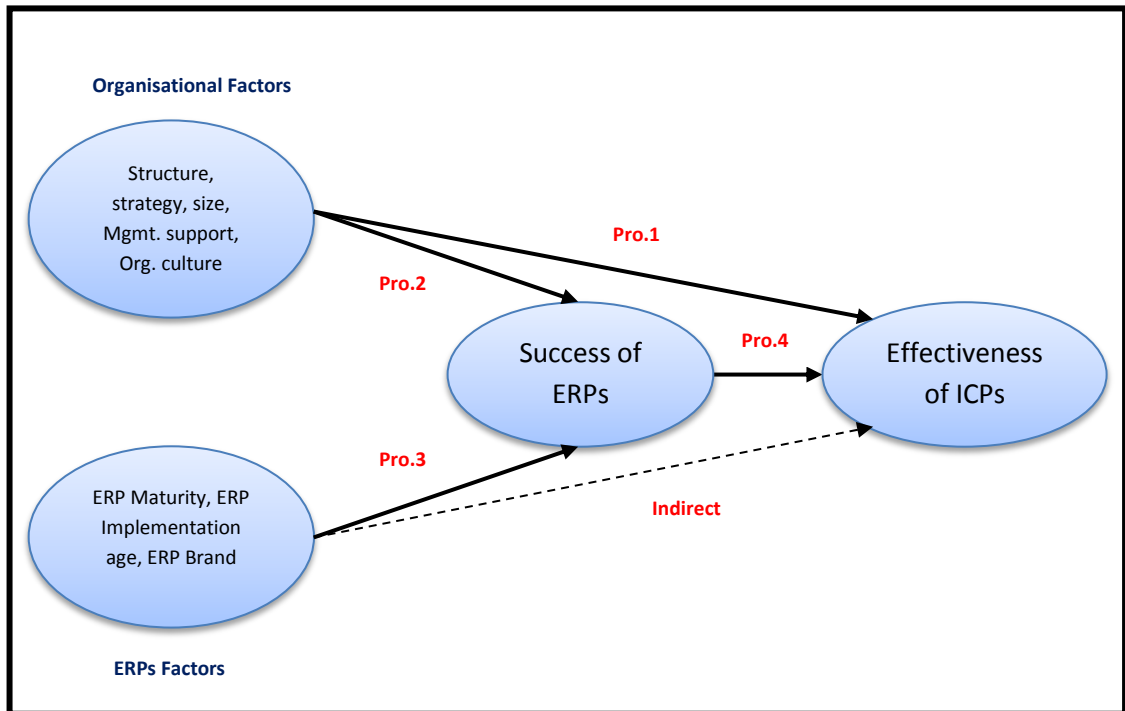 Organisational Factors
Structure,
strategy, size,
Mgmt. support,
Org. culture
Pro.1
Pro.2
Success of
ERPs
Pro.4
Effectiveness
of ICPs
Pro.3
Indirect
ERP Maturity, ERP
Implementation
age, ERP Brand
ERPs Factors